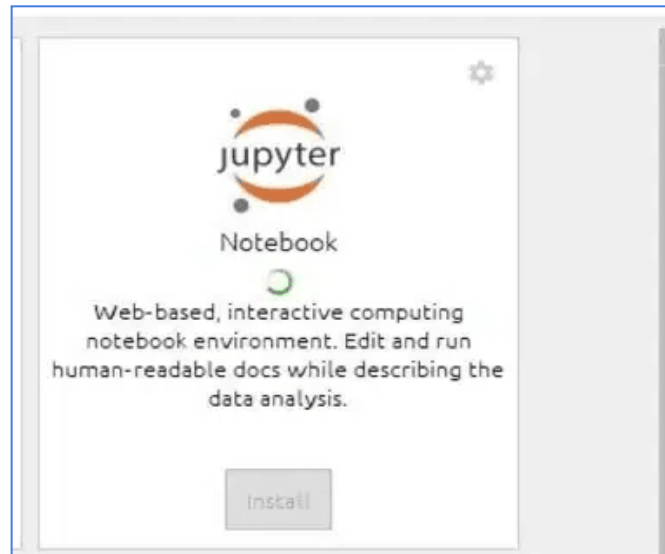 jupyter
Notebook
Web-based, interactive computing
notebook environment. Edit and run
human-readable docs while describing the
data analysis.
Install